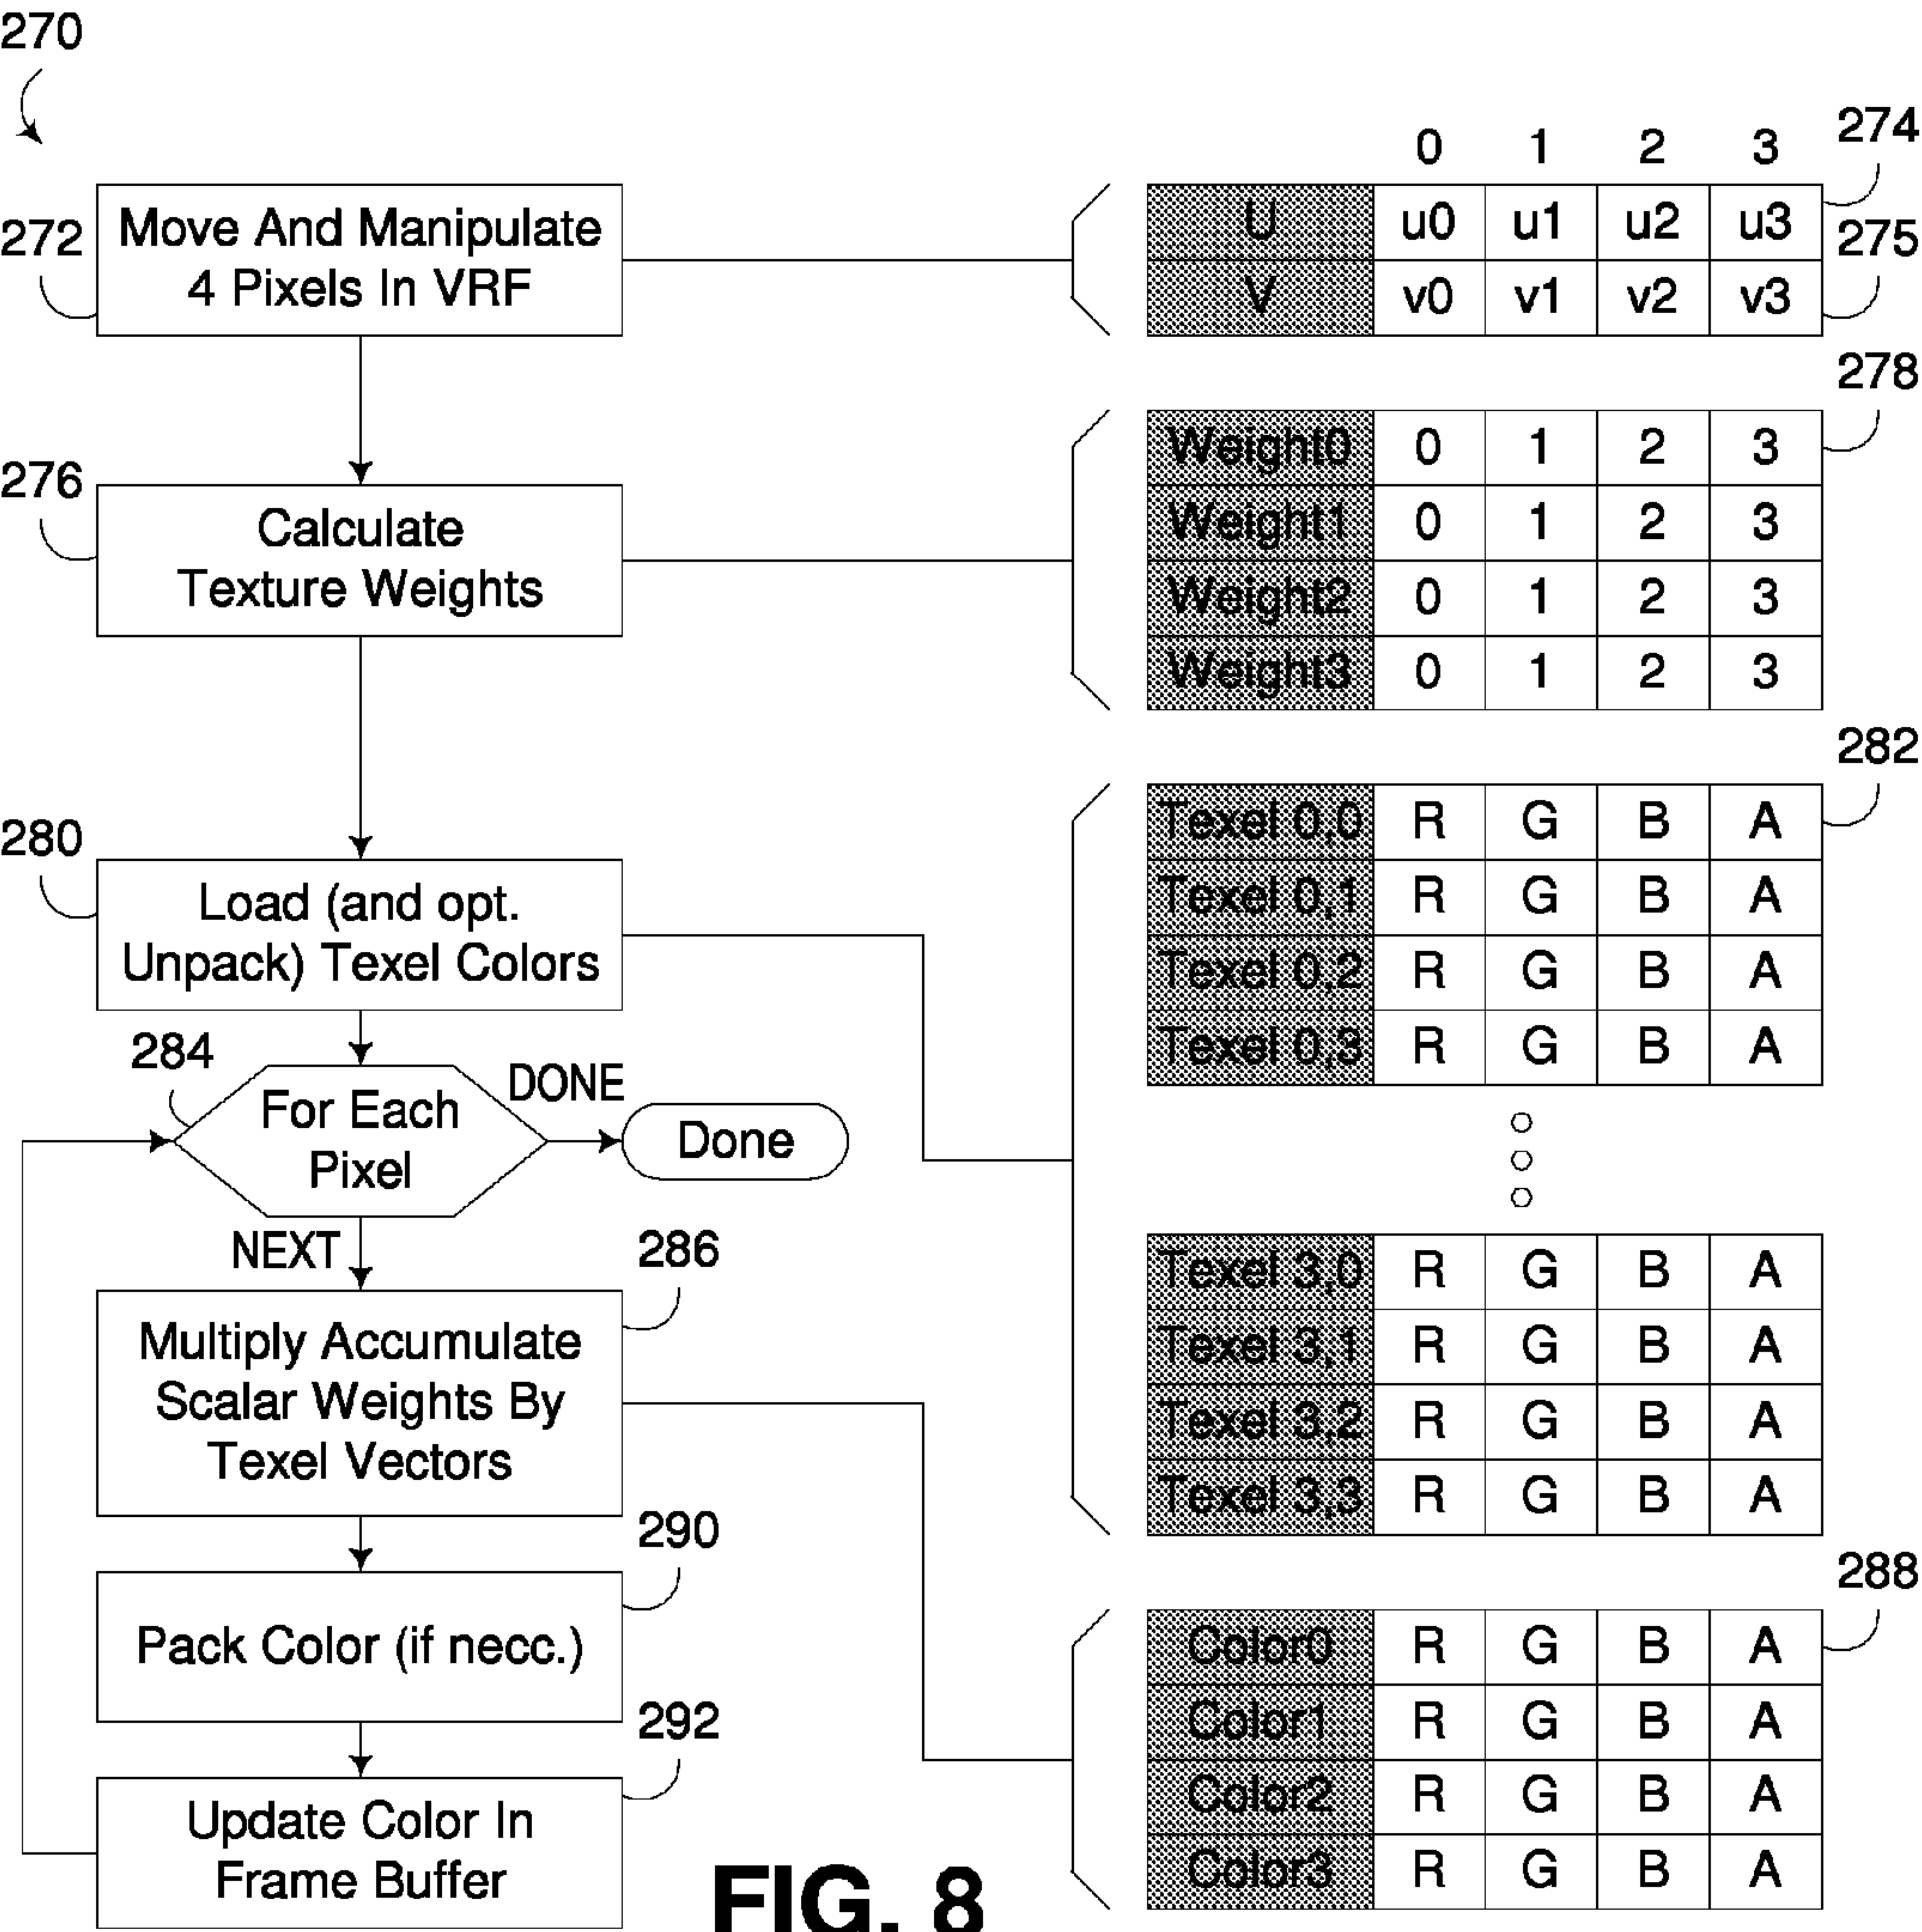 270
272
Move And Manipulate
4 Pixels In VRF
276
Calculate
Texture Weights
280
Load (and opt.
Unpack) Texel Colors
284
For Each
Pixel
DONE
Done
NEXT
286
Multiply Accumulate
Scalar Weights By
Texel Vectors
290
Pack Color (if necc.)
292
Update Color In
Frame Buffer
0 1 2 3
274
U u0 u1 u2 u3
275
V v0 v1 v2 v3
278
Weight0 0 1 2 3
Weight1 0 1 2 3
Weight2 0 1 2 3
Weight3 0 1 2 3
282
Texel 0,0 R G B A
Texel 0,1 R G B A
Texel 0,2 R G B A
Texel 0,3 R G B A
Texel 3,0 R G B A
Texel 3,1 R G B A
Texel 3,2 R G B A
Texel 3,3 R G B A
288
Color0 R G B A
Color1 R G B A
Color2 R G B A
Color3 R G B A
FIG. 8